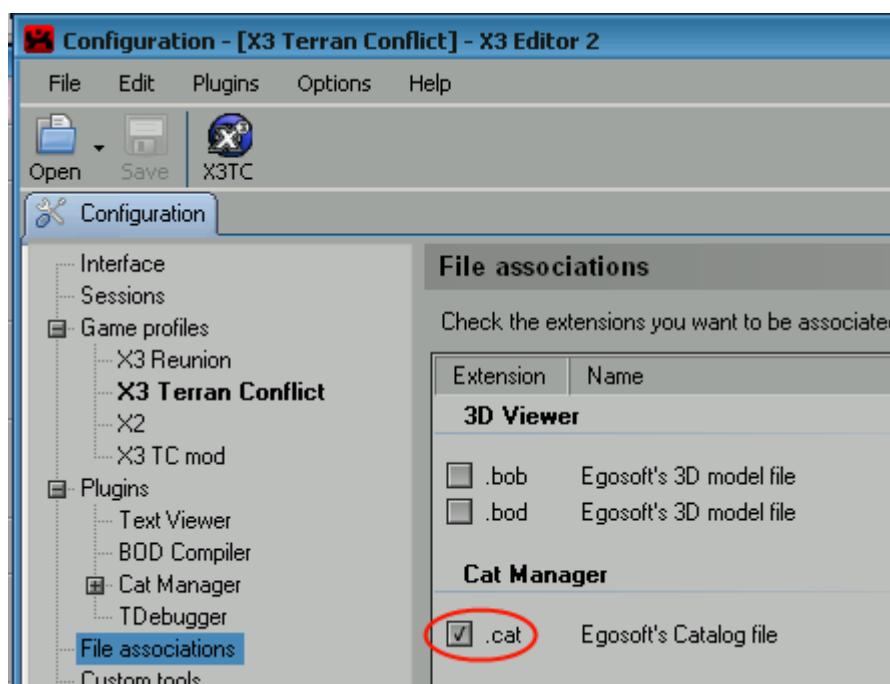 Configuration - [X3 Terran Conflict] - X3 Editor 2
File Edit Plugins Options Help
Open Save X3TC
Configuration
Interface
Sessions
Game profiles
X3 Reunion
X3 Terran Conflict
X2
X3 TC mod
Plugins
Text Viewer
BOD Compiler
Cat Manager
TDebugger
File associations
Custom tools
File associations
Check the extensions you want to be associate
Extension Name
3D Viewer
.bob Egosoft's 3D model file
.bod Egosoft's 3D model file
Cat Manager
.cat Egosoft's Catalog file